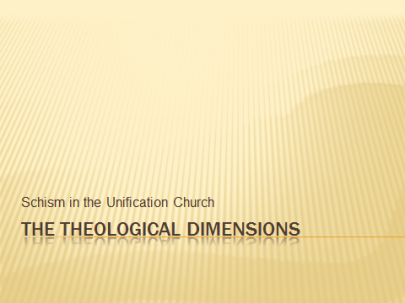 Schism in the Unification Church
THE THEOLOGICAL DIMENSIONS